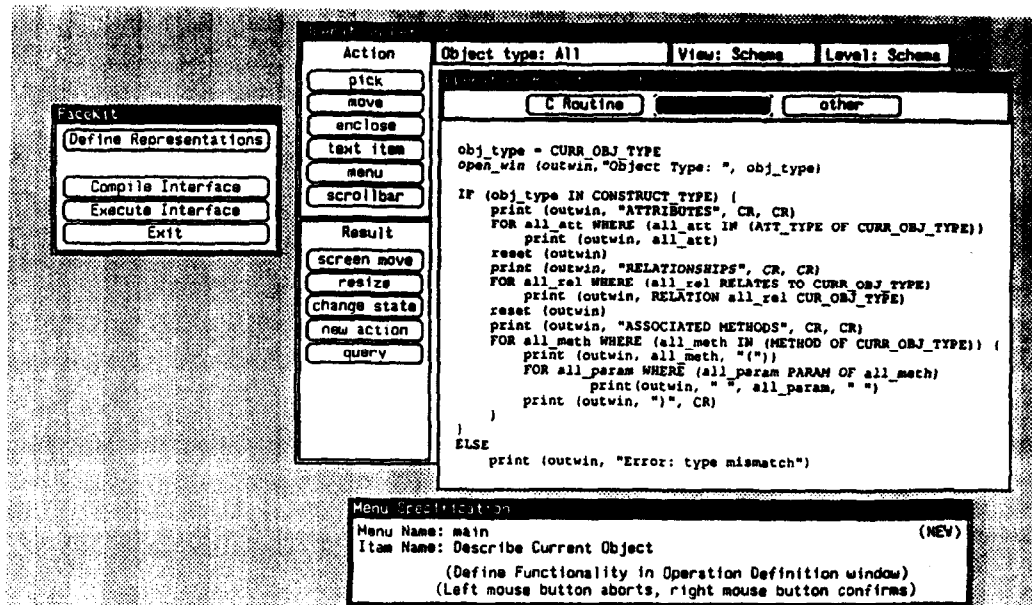 FaceKit
Define Representations
Compile Interface
Execute Interface
Exit
Action
pick
move
enclose
text item
menu
scrollbar
Result
screen move
resize
change state
new action
query
Object type: All
View: Schema
Level: Schema
C Routine
other
obj_type = CURR_OBJ_TYPE
open_win (outwin,"Object Type: ", obj_type)
IF (obj_type IN CONSTRUCT_TYPE) {
print (outwin, "ATTRIBUTES", CR, CR)
FOR all_att WHERE (all_att IN (ATT_TYPE OF CURR_OBJ_TYPE))
print (outwin, all_att)
reset (outwin)
print (outwin, "RELATIONSHIPS", CR, CR)
FOR all_rel WHERE (all_rel RELATES TO CURR_OBJ_TYPE)
print (outwin, RELATION all_rel CUR_OBJ_TYPE)
reset (outwin)
print (outwin, "ASSOCIATED METHODS", CR, CR)
FOR all_meth WHERE (all_meth IN (METHOD OF CURR_OBJ_TYPE)) {
print (outwin, all_meth, "("))
FOR all_param WHERE (all_param PARAM OF all_meth)
print(outwin, " ", all_param, " ")
print (outwin, ")", CR)
}
}
ELSE
print (outwin, "Error: type mismatch")
Menu Specification
Menu Name: main (NEW)
Item Name: Describe Current Object
(Define Functionality in Operation Definition window)
(Left mouse button aborts, right mouse button confirms)